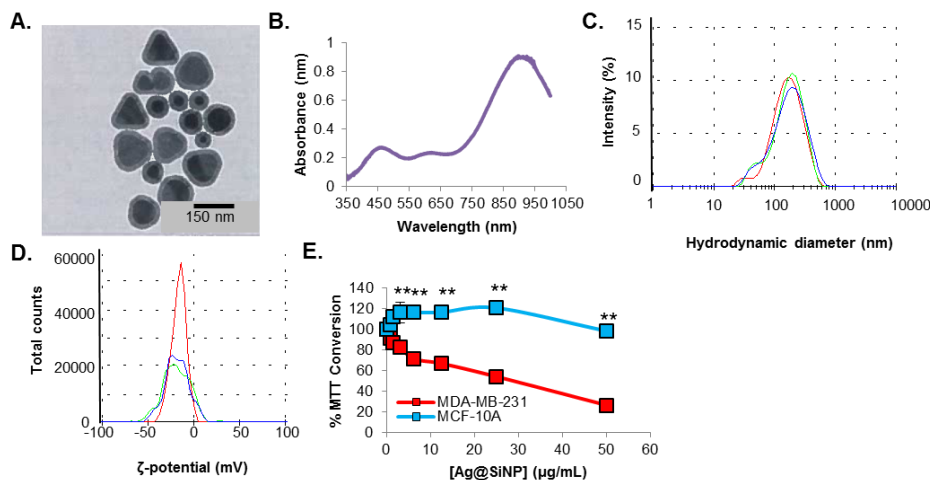 A.
150 nm
B.
Absorbance (nm)
1
0.8
0.6
0.4
0.2
0
350 450 550 650 750 850 950 1050
Wavelength (nm)
C.
Intensity (%)
15
10
5
0
1 10 100 1000 10000
Hydrodynamic diameter (nm)
D.
Total counts
60000
40000
20000
0
-100 -50 0 50 100
ζ-potential (mV)
E.
% MTT Conversion
140
120
100
80
60
40
20
0
** ** ** ** **
MDA-MB-231
MCF-10A
0 10 20 30 40 50 60
[Ag@SiNP] (µg/mL)